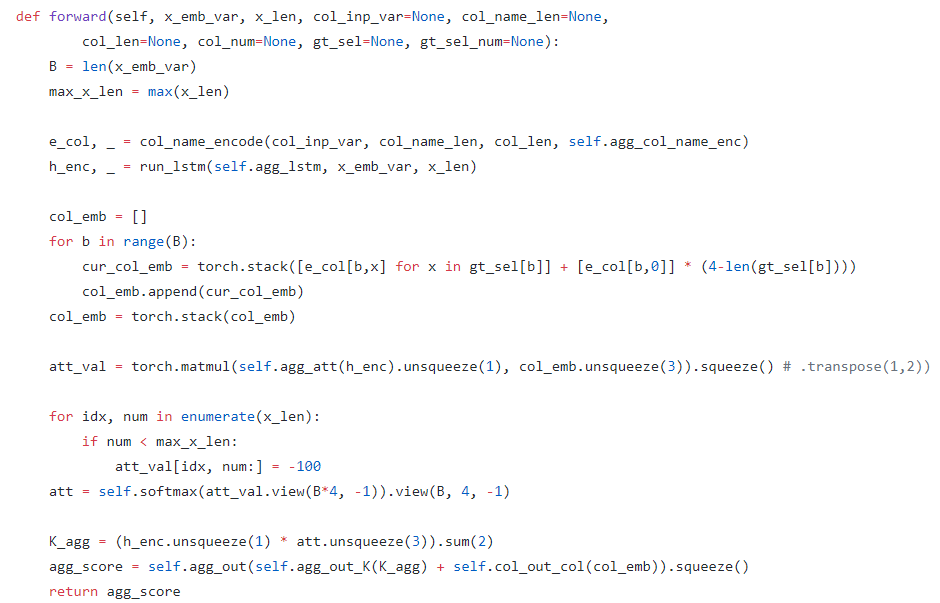 def forward(self, x_emb_var, x_len, col_inp_var=None, col_name_len=None,
        col_len=None, col_num=None, gt_sel=None, gt_sel_num=None):
    B = len(x_emb_var)
    max_x_len = max(x_len)

    e_col, _ = col_name_encode(col_inp_var, col_name_len, col_len, self.agg_col_name_enc)
    h_enc, _ = run_lstm(self.agg_lstm, x_emb_var, x_len)

    col_emb = []
    for b in range(B):
        cur_col_emb = torch.stack([e_col[b,x] for x in gt_sel[b]] + [e_col[b,0]] * (4-len(gt_sel[b])))
        col_emb.append(cur_col_emb)
    col_emb = torch.stack(col_emb)

    att_val = torch.matmul(self.agg_att(h_enc).unsqueeze(1), col_emb.unsqueeze(3)).squeeze() # .transpose(1,2))

    for idx, num in enumerate(x_len):
        if num < max_x_len:
            att_val[idx, num:] = -100
    att = self.softmax(att_val.view(B*4, -1)).view(B, 4, -1)

    K_agg = (h_enc.unsqueeze(1) * att.unsqueeze(3)).sum(2)
    agg_score = self.agg_out(self.agg_out_K(K_agg) + self.col_out_col(col_emb)).squeeze()
    return agg_score